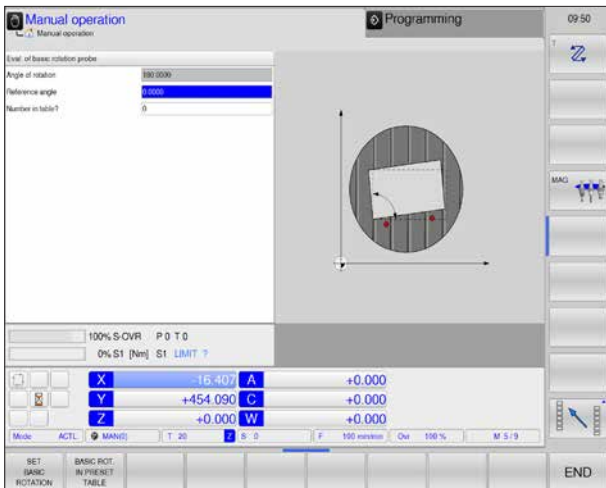 Manual operation
Manual operation
Programming
09:50
Eval. of basic rotation probe
Angle of rotation 100.0000
Reference angle 0.0000
Number in table? 0
T
MAG
100% S-OVR P0 T0
0% S1 [Nm] S1 LIMIT ?
X -16.407 A +0.000
Y +454.090 C +0.000
Z +0.000 W +0.000
Mode ACTL. MAN(0) T 20 Z S 0 F 100 mm/min Ovr 100 % M 5/9
SET BASIC ROT. END
BASIC IN PRESET
ROTATION TABLE